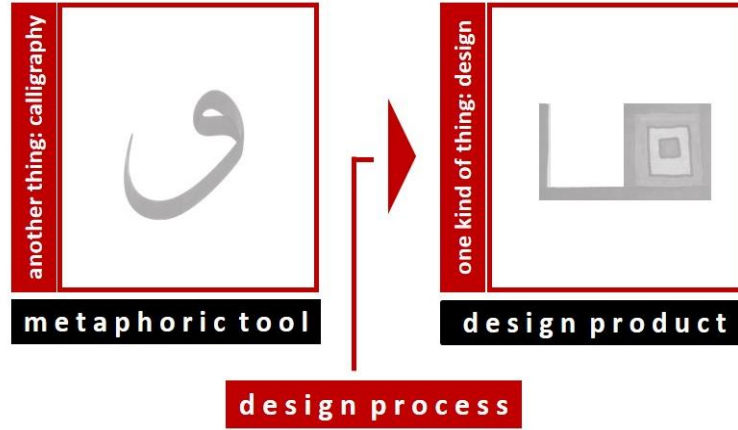 another thing: calligraphy
و
metaphoric tool
one kind of thing: design
design product
design process